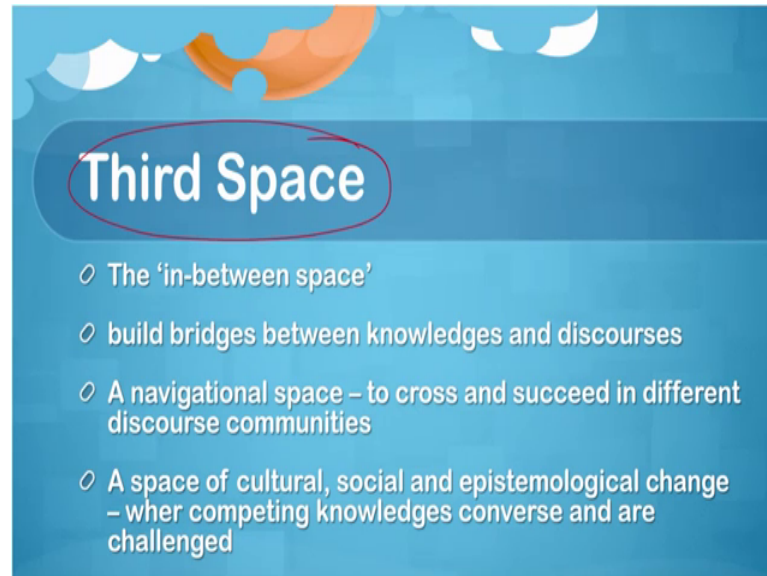 Third Space
The ‘in-between space’
build bridges between knowledges and discourses
A navigational space – to cross and succeed in different
discourse communities
A space of cultural, social and epistemological change
– wher competing knowledges converse and are
challenged